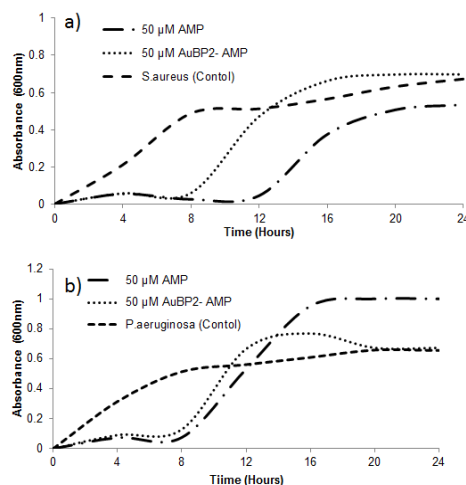 a)
50 µM AMP
50 µM AuBP2- AMP
S.aureus (Contol)
Absorbance (600nm)
1
0.8
0.6
0.4
0.2
0
0 4 8 12 16 20 24
Time (Hours)
b)
50 µM AMP
50 µM AuBP2- AMP
P.aeruginosa (Contol)
Absorbance (600nm)
1.2
1
0.8
0.6
0.4
0.2
0
0 4 8 12 16 20 24
Tiime (Hours)